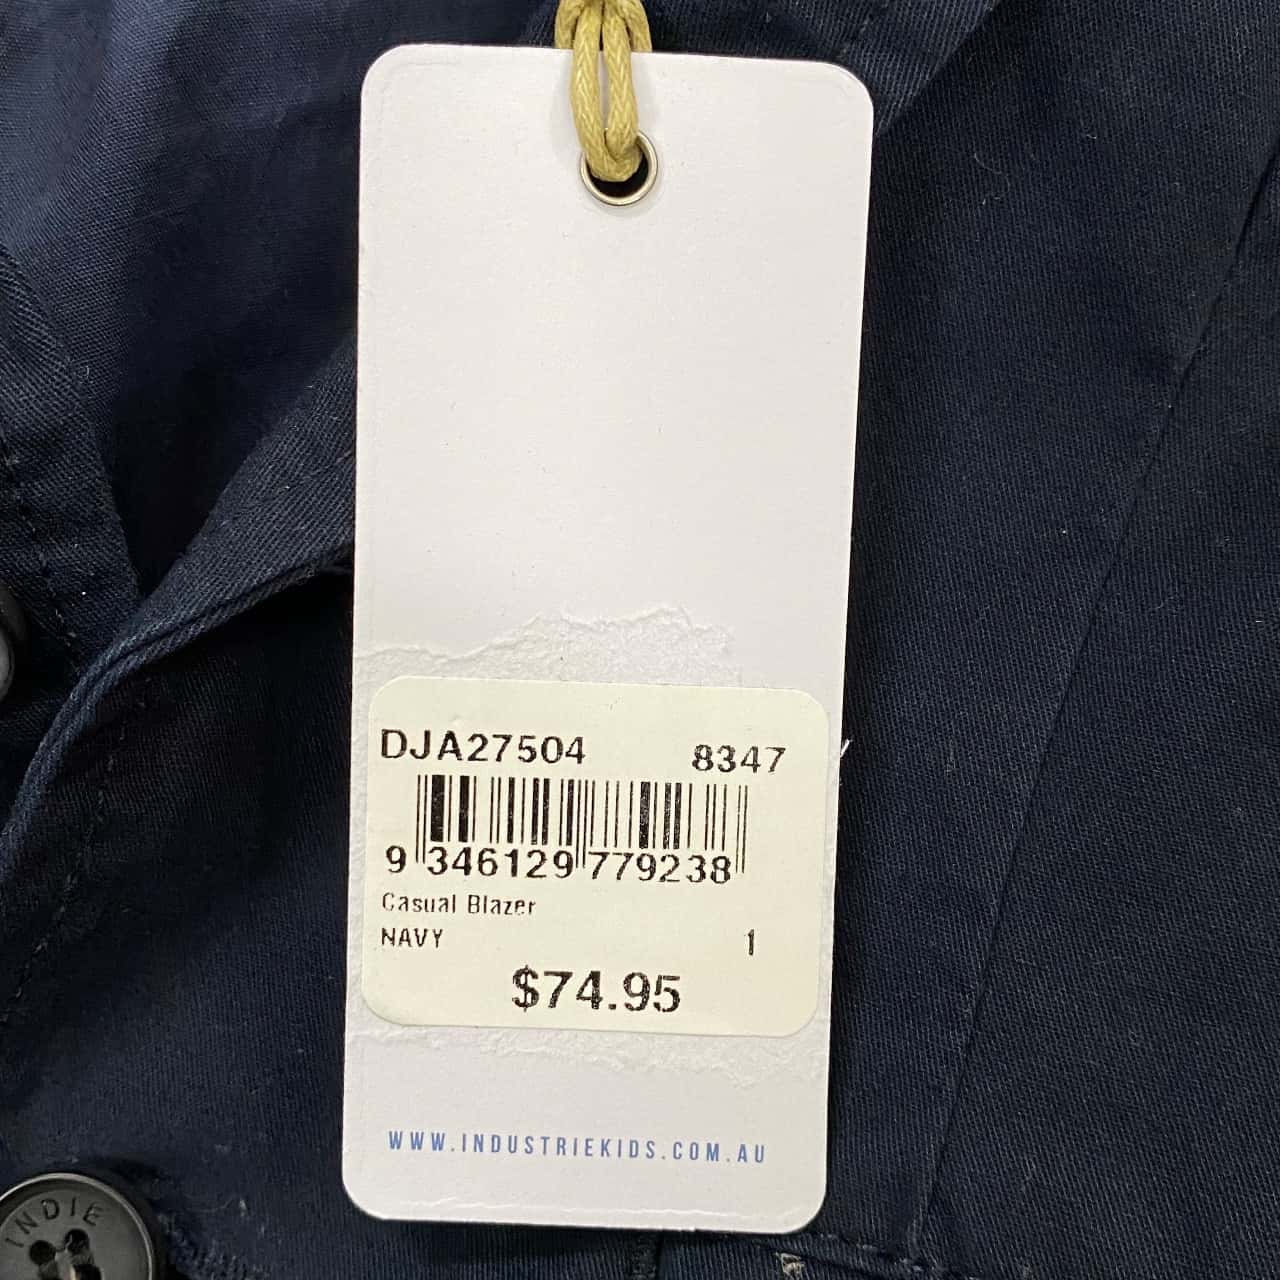 DJA27504 8347
9 346129 779238
Casual Blazer
NAVY 1
$74.95
WWW.INDUSTRIEKIDS.COM.AU
INDIE